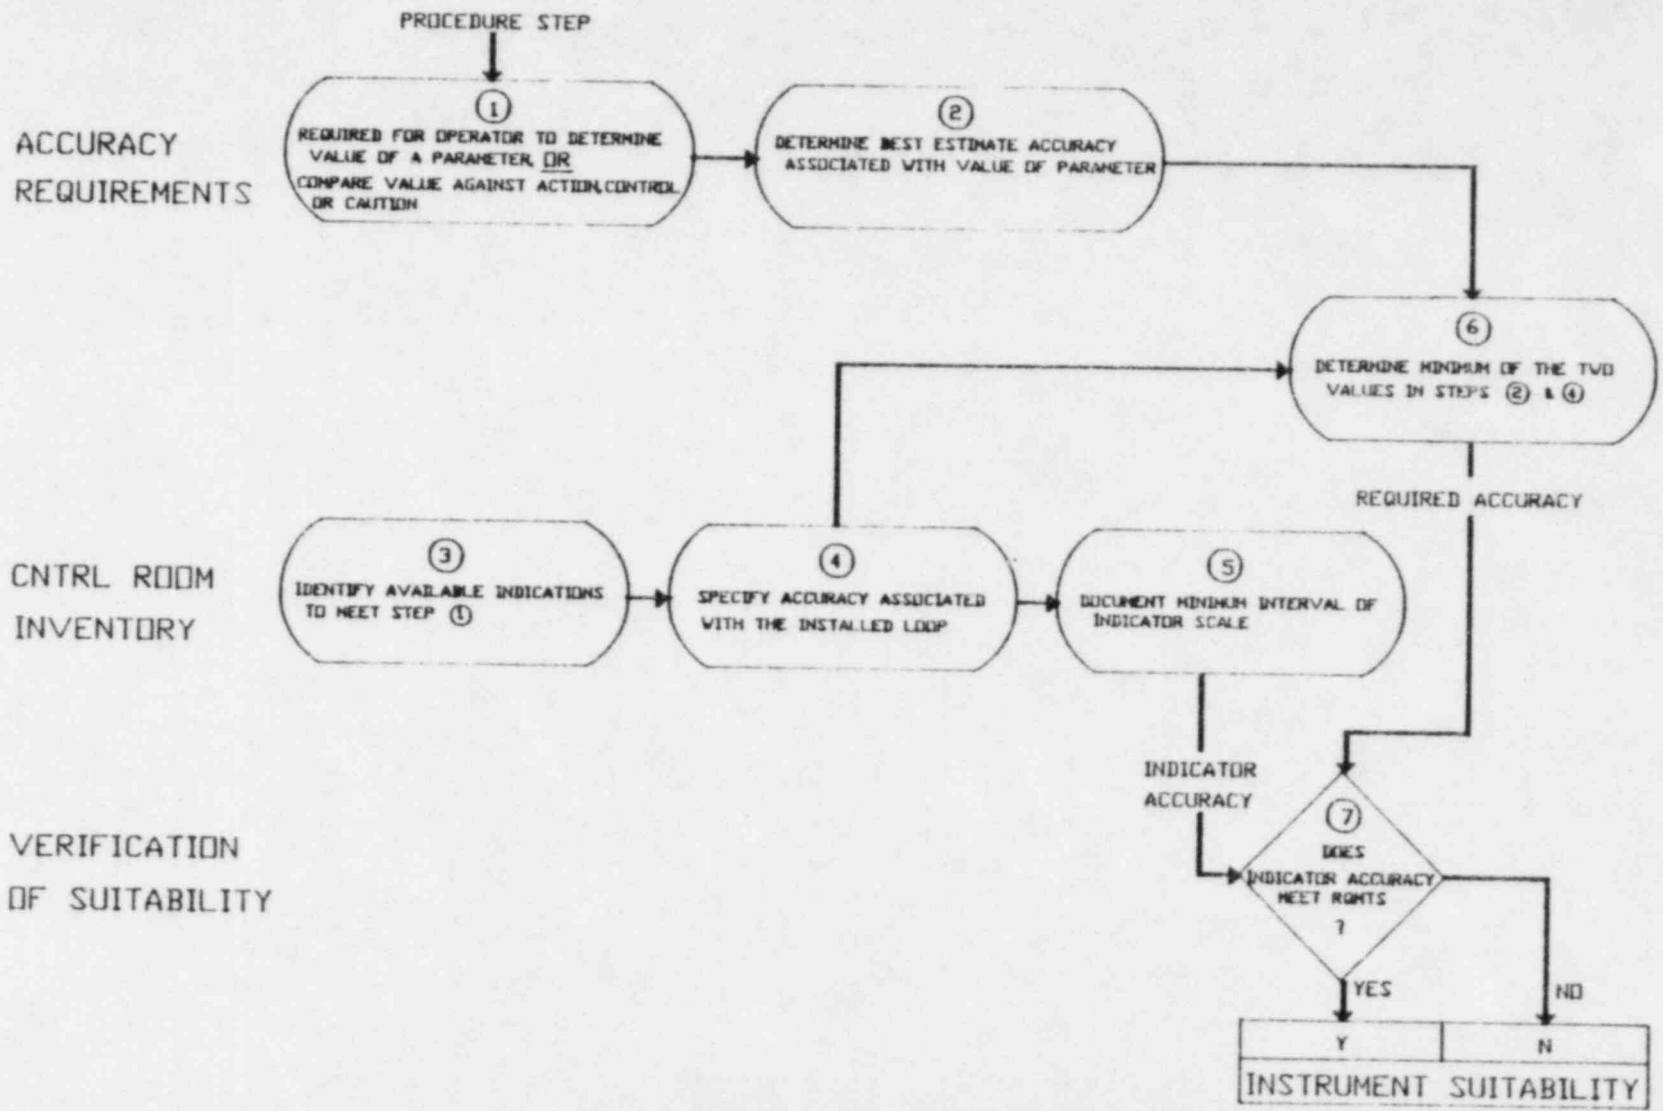 PROCEDURE STEP
ACCURACY
REQUIREMENTS
1
REQUIRED FOR OPERATOR TO DETERMINE
VALUE OF A PARAMETER OR
COMPARE VALUE AGAINST ACTION,CONTROL
OR CAUTION
2
DETERMINE BEST ESTIMATE ACCURACY
ASSOCIATED WITH VALUE OF PARAMETER
6
DETERMINE MINIMUM OF THE TWO
VALUES IN STEPS 2 & 4
REQUIRED ACCURACY
CNTRL ROOM
INVENTORY
3
IDENTIFY AVAILABLE INDICATIONS
TO MEET STEP 1
4
SPECIFY ACCURACY ASSOCIATED
WITH THE INSTALLED LOOP
5
DOCUMENT MINIMUM INTERVAL OF
INDICATOR SCALE
INDICATOR
ACCURACY
VERIFICATION
OF SUITABILITY
7
DOES
INDICATOR ACCURACY
MEET RQMTS
?
YES
NO
Y
N
INSTRUMENT SUITABILITY